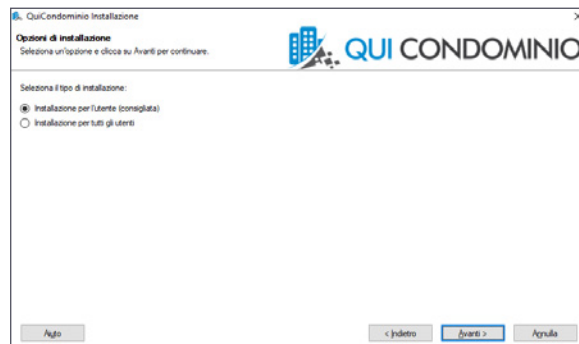 QuiCondominio Installazione
Opzioni di installazione
Seleziona un'opzione e clicca su Avanti per continuare.
QUI CONDOMINIO
Seleziona il tipo di installazione:
Installazione per l'utente (consigliata)
Installazione per tutti gli utenti
Aiuto
< Indietro
Avanti >
Annulla